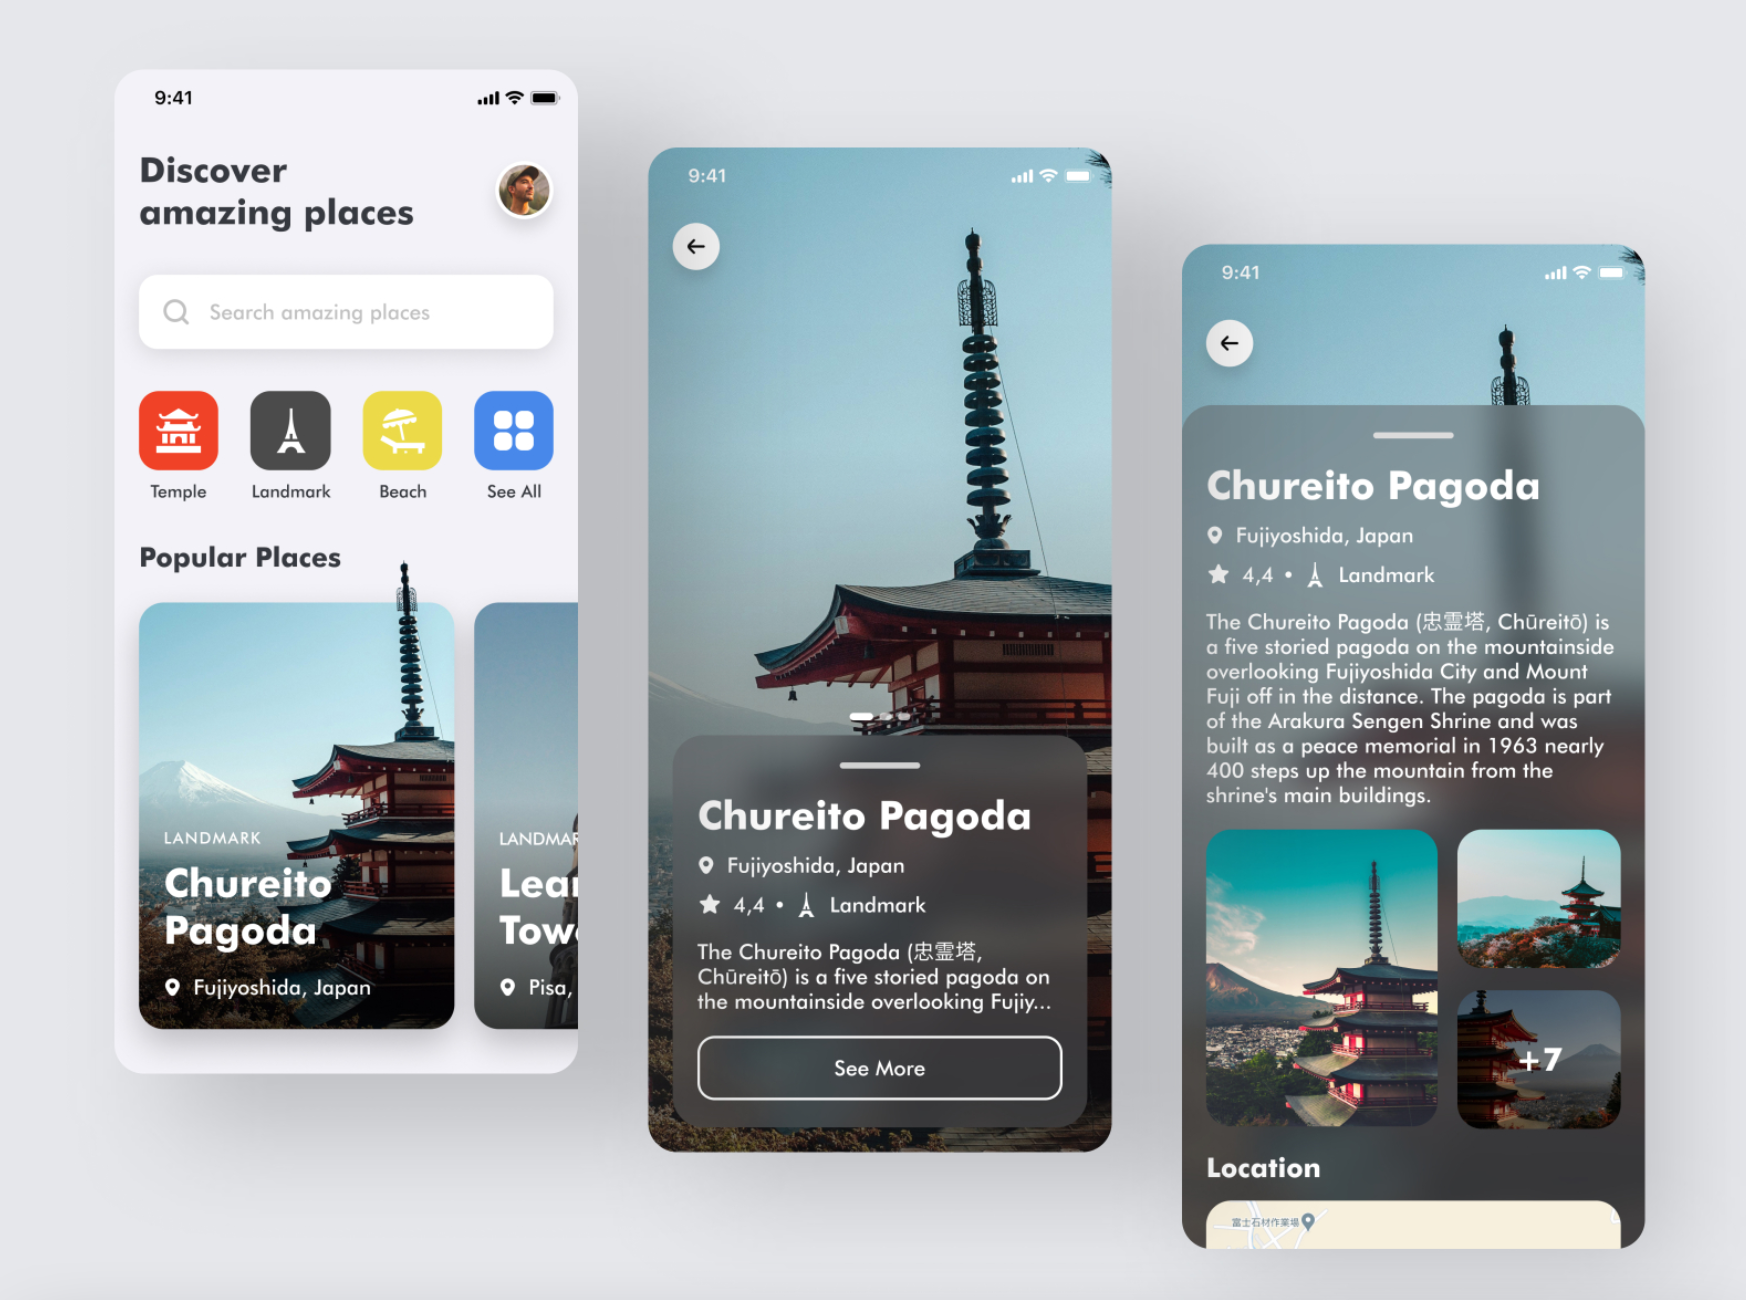 9:41
Discover
amazing places
Search amazing places
Temple
Landmark
Beach
See All
Popular Places
LANDMARK
Chureito
Pagoda
Fujiyoshida, Japan
LANDMAR
Lea
Tow
Pisa,
9:41
Chureito Pagoda
Fujiyoshida, Japan
4,4 • Landmark
The Chureito Pagoda (忠霊塔,
Chūreitō) is a five storied pagoda on
the mountainside overlooking Fujiy...
See More
9:41
Chureito Pagoda
Fujiyoshida, Japan
4,4 • Landmark
The Chureito Pagoda (忠霊塔, Chūreitō) is
a five storied pagoda on the mountainside
overlooking Fujiyoshida City and Mount
Fuji off in the distance. The pagoda is part
of the Arakura Sengen Shrine and was
built as a peace memorial in 1963 nearly
400 steps up the mountain from the
shrine's main buildings.
+7
Location
富士石材作業場